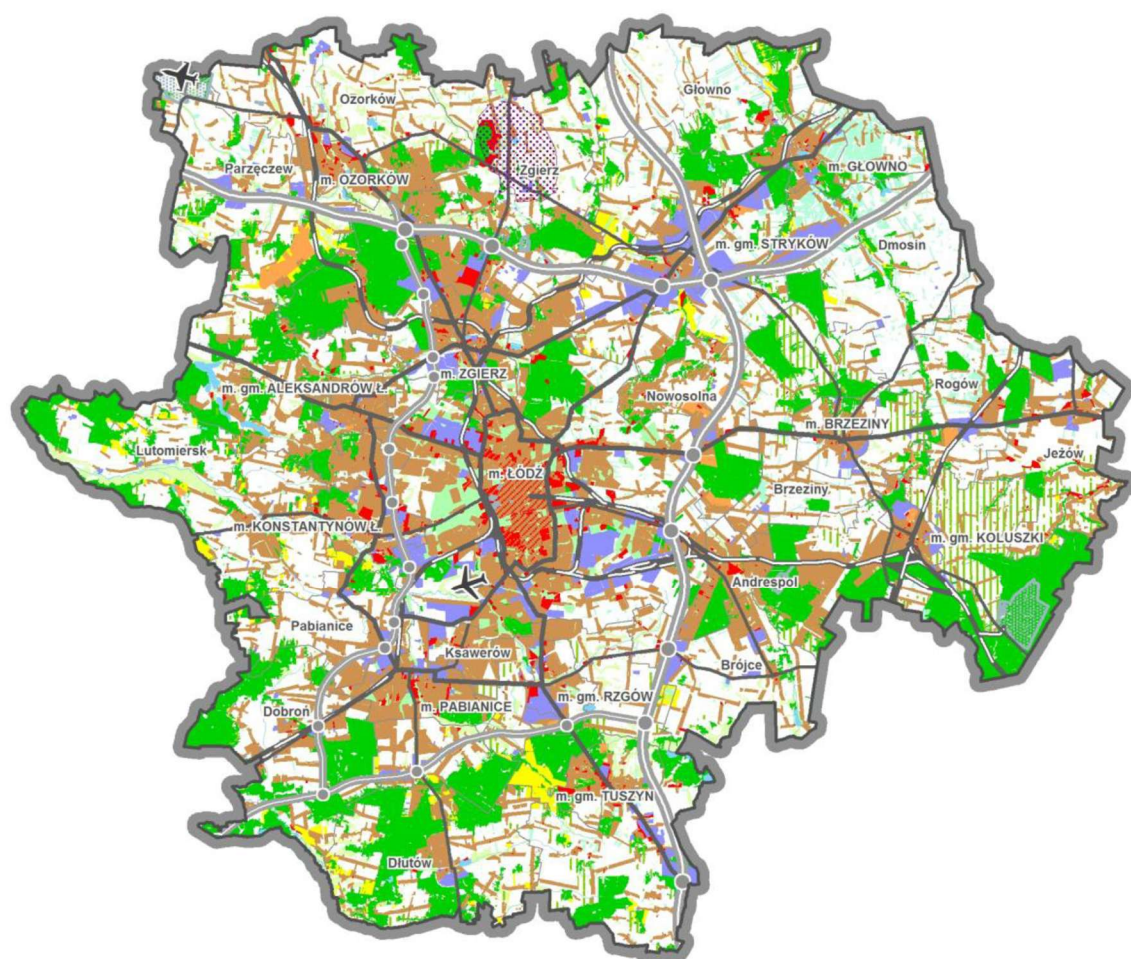 Ozorków
Głowno
Parzęczew
Zgierz
m. OZORKÓW
m. GŁOWNO
m. gm. STRYKÓW
Dmosin
m. ZGIERZ
m. gm. ALEKSANDRÓW Ł.
Nowosolna
Rogów
m. BRZEZINY
Lutomiersk
Jeżów
m. ŁÓDŹ
Brzeziny
m. KONSTANTYNÓW Ł.
m. gm. KOLUSZKI
Andrespol
Pabianice
Ksawerów
Brójce
m. gm. RZGÓW
Dobroń
m. PABIANICE
m. gm. TUSZYN
Dłutów